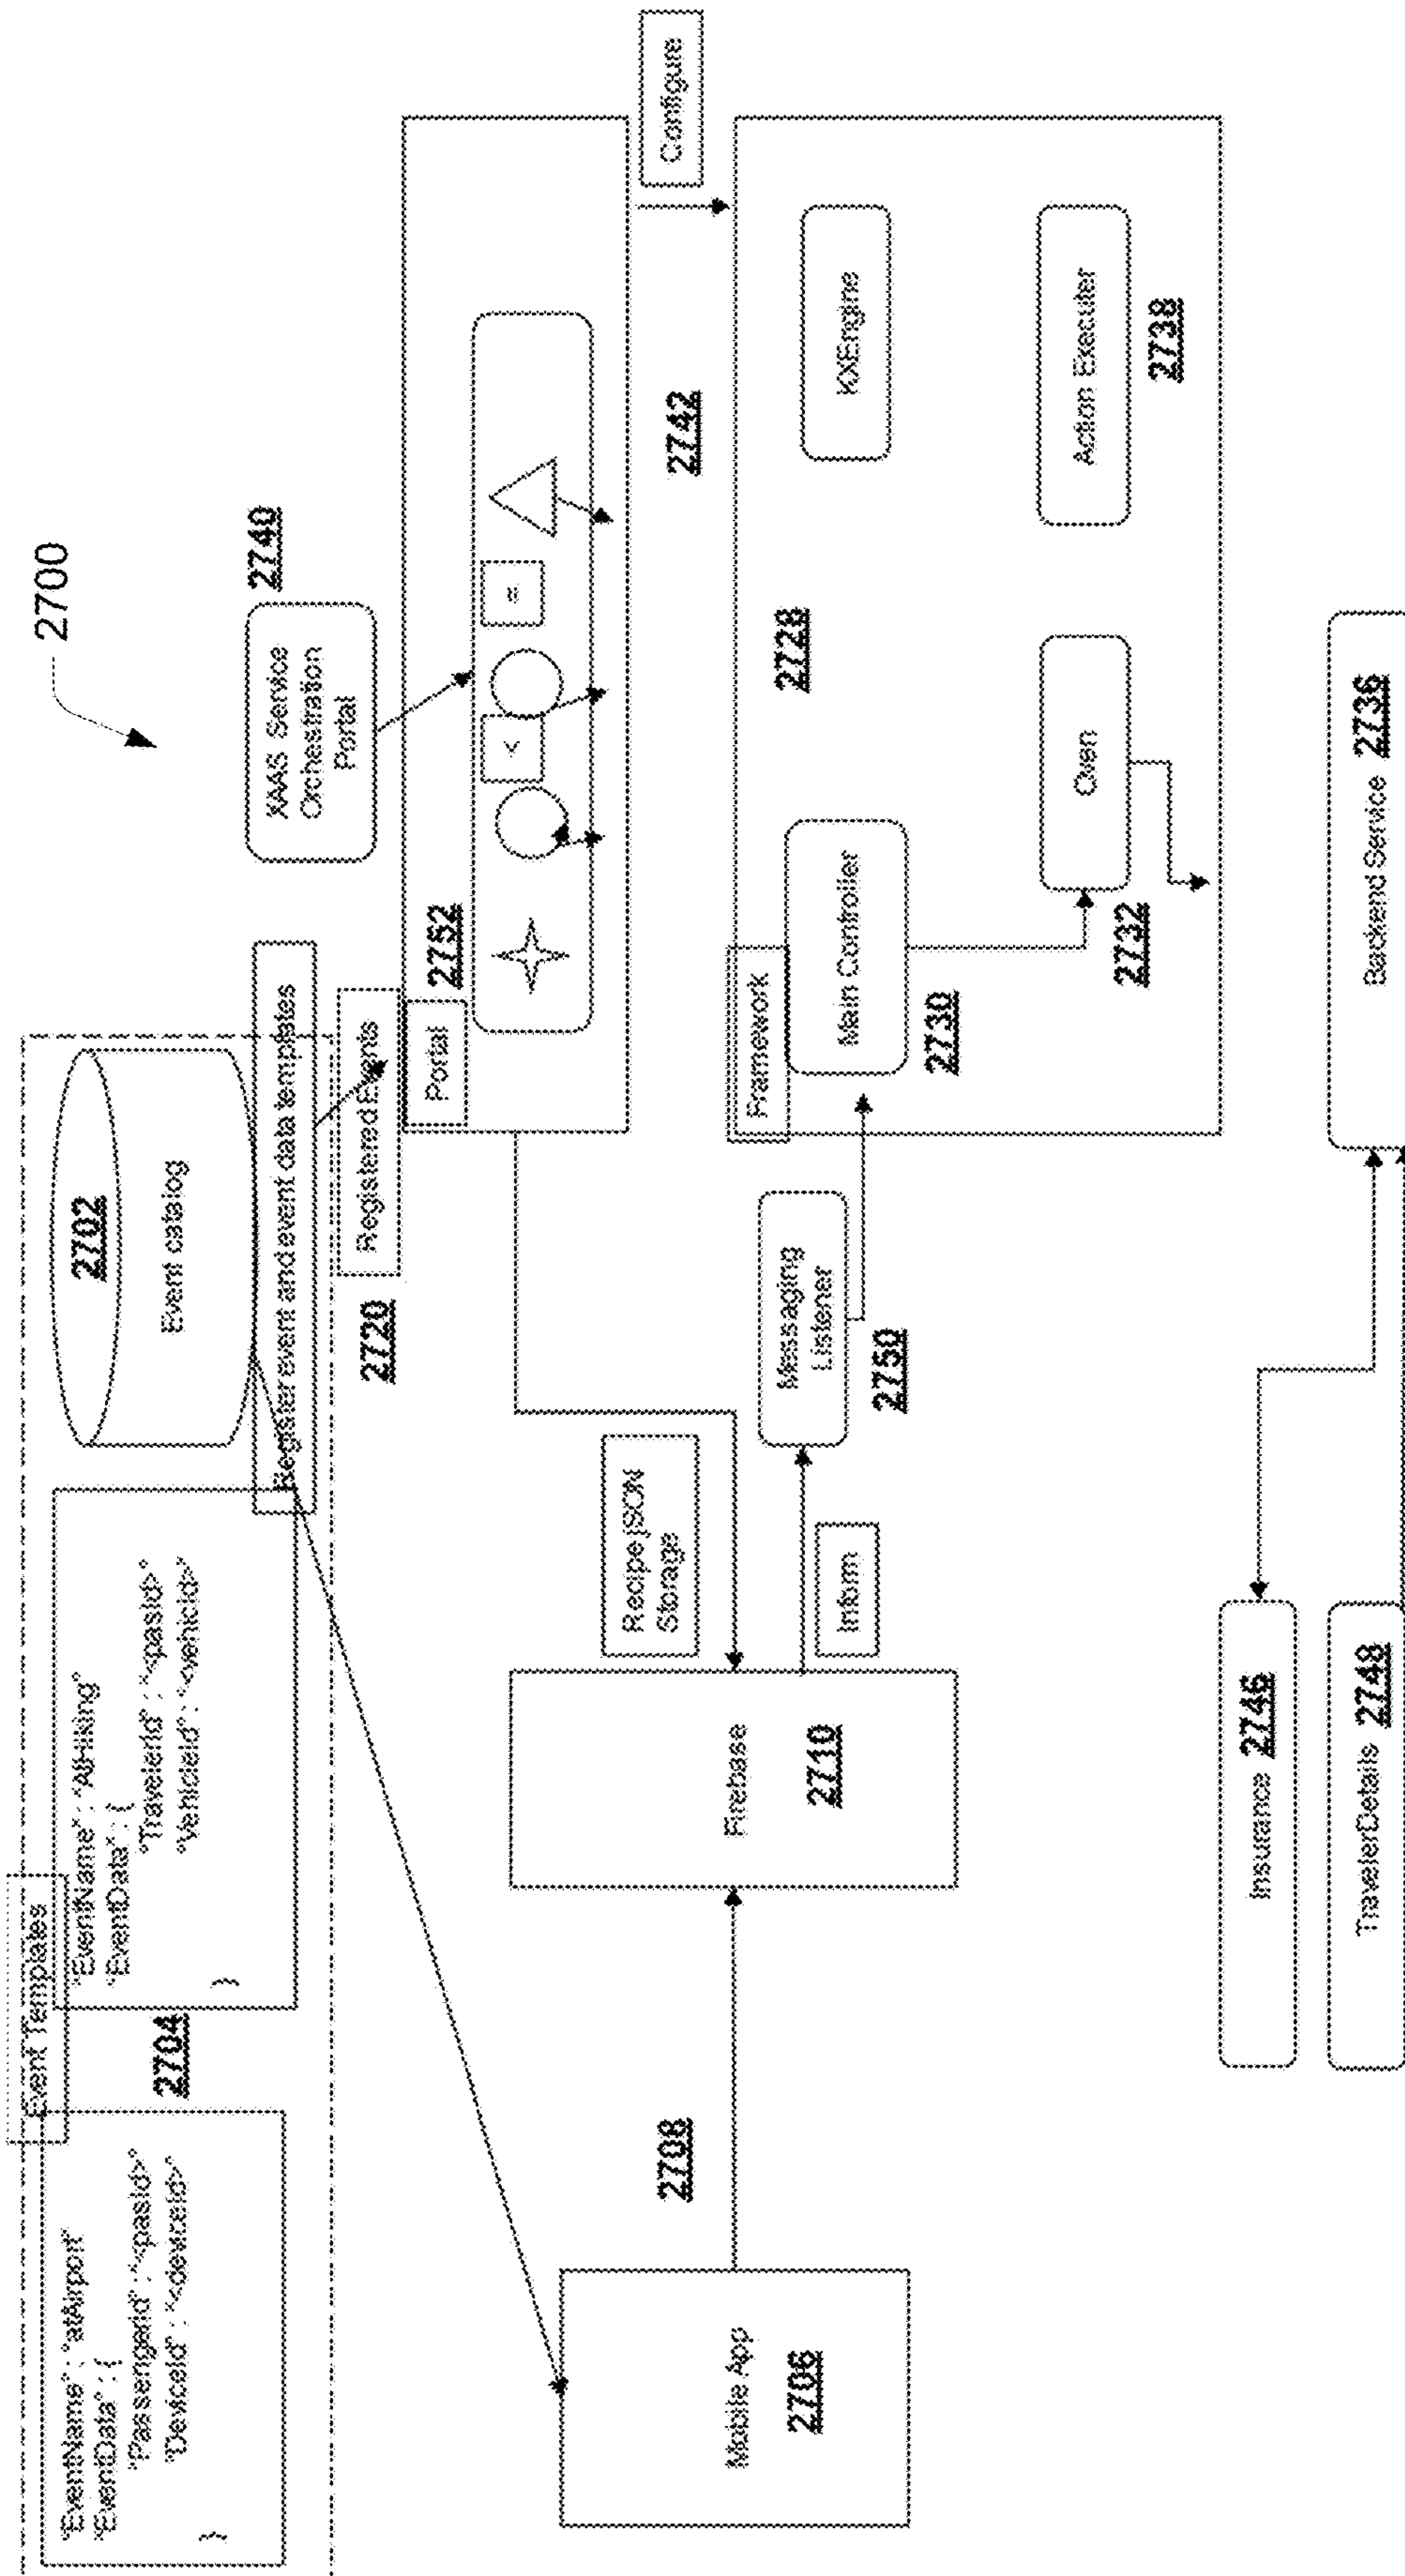 2700
Event Templates
"EventName" : "atAirport"
"EventData" : {
"PassengerId" : "<pasId>"
"DeviceId" : "<deviceId>"
}
2704
"EventName" : "AtHiking"
"EventData" : {
"TravelerId" : "<pasId>"
"VehicleId" : "<vehicId>"
}
2702
Event catalog
Register event and event data templates
2720
Registered Events
XAAS Service
Orchestration
Portal
2740
Portal
2752
<
=
2742
Configure
Mobile App
2706
2708
Firebase
2710
Recipe JSON
Storage
Inform
Messaging
Listener
2750
Framework
2728
Main Controller
2730
KXEngine
Oven
2732
Action Executer
2738
Insurance 2746
TravelerDetails 2748
Backend Service 2736